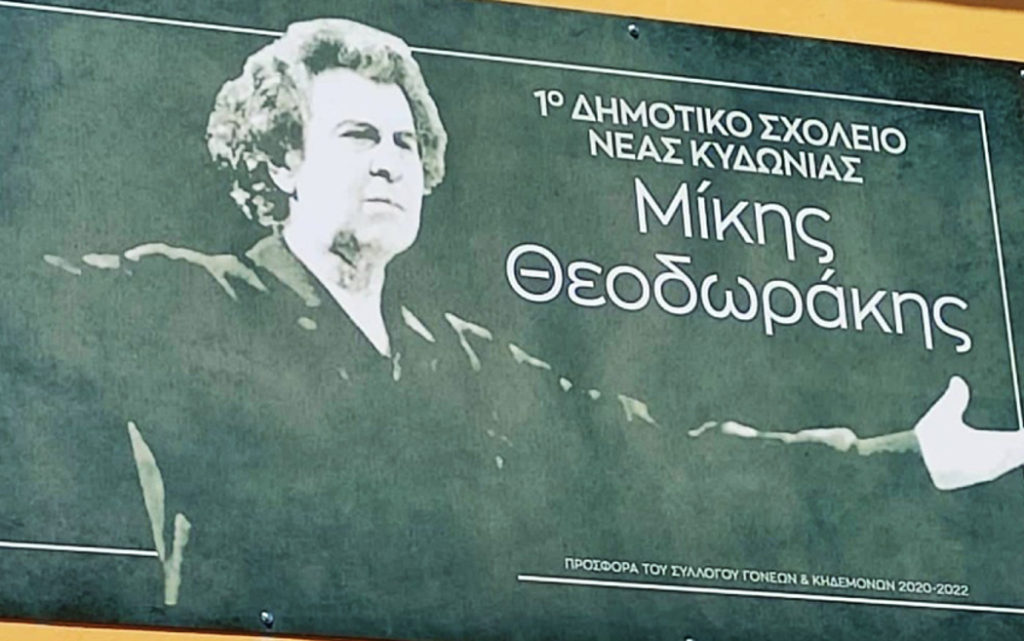 1ο ΔΗΜΟΤΙΚΟ ΣΧΟΛΕΙΟ
ΝΕΑΣ ΚΥΔΩΝΙΑΣ
Μίκης
Θεοδωράκης
ΠΡΟΣΦΟΡΑ ΤΟΥ ΣΥΛΛΟΓΟΥ ΓΟΝΕΩΝ & ΚΗΔΕΜΟΝΩΝ 2020-2022